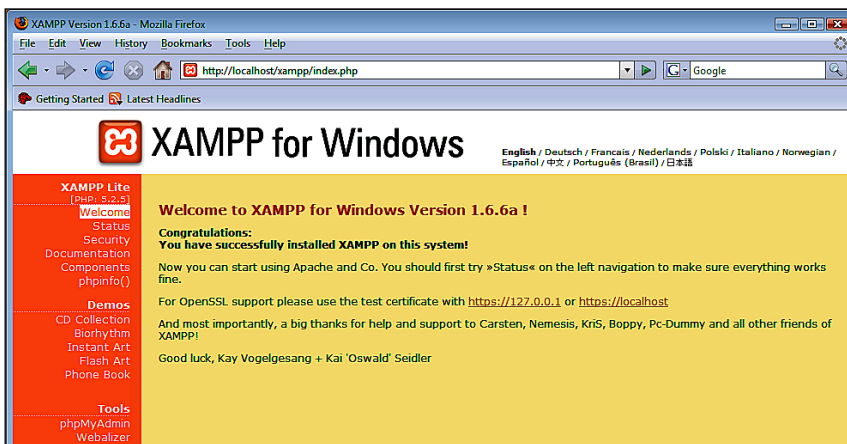 XAMPP Version 1.6.6a - Mozilla Firefox
File Edit View History Bookmarks Tools Help
http://localhost/xampp/index.php
G Google
Getting Started Latest Headlines
XAMPP for Windows
English / Deutsch / Francais / Nederlands / Polski / Italiano / Norwegian /
Español / 中文 / Português (Brasil) / 日本語
XAMPP Lite
[PHP: 5.2.5]
Welcome
Status
Security
Documentation
Components
phpinfo()
Demos
CD Collection
Biorhythm
Instant Art
Flash Art
Phone Book
Tools
phpMyAdmin
Webalizer
Welcome to XAMPP for Windows Version 1.6.6a !
Congratulations:
You have successfully installed XAMPP on this system!
Now you can start using Apache and Co. You should first try »Status« on the left navigation to make sure everything works
fine.
For OpenSSL support please use the test certificate with https://127.0.0.1 or https://localhost
And most importantly, a big thanks for help and support to Carsten, Nemesis, KriS, Boppy, Pc-Dummy and all other friends of
XAMPP!
Good luck, Kay Vogelgesang + Kai 'Oswald' Seidler